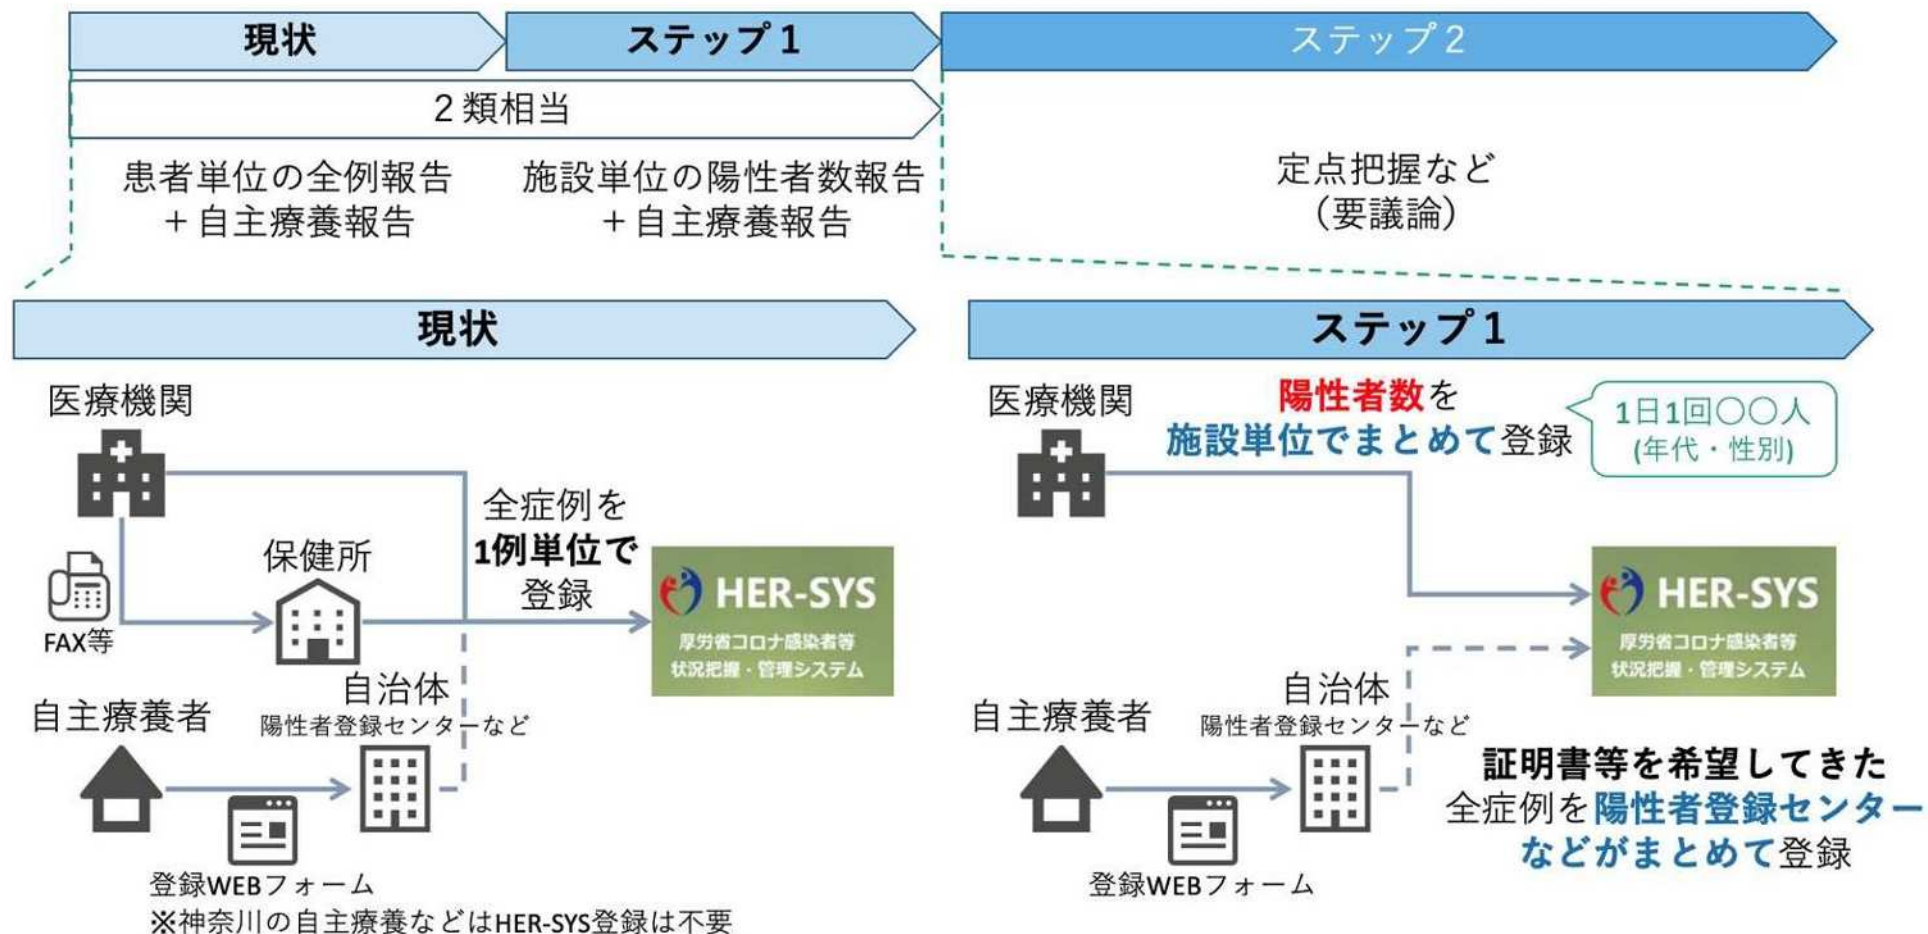 現状
ステップ1
ステップ2
2類相当
患者単位の全例報告
+自主療養報告
施設単位の陽性者数報告
+自主療養報告
定点把握など
(要議論)
現状
医療機関
FAX等
保健所
全症例を
1例単位で
登録
HER-SYS
厚労省コロナ感染者等
状況把握・管理システム
自治体
陽性者登録センターなど
自主療養者
登録WEBフォーム
※神奈川の自主療養などはHER-SYS登録は不要
ステップ1
医療機関
陽性者数を
施設単位でまとめて登録
1日1回〇〇人
(年代・性別)
HER-SYS
厚労省コロナ感染者等
状況把握・管理システム
自治体
陽性者登録センターなど
自主療養者
登録WEBフォーム
証明書等を希望してきた
全症例を陽性者登録センター
などがまとめて登録